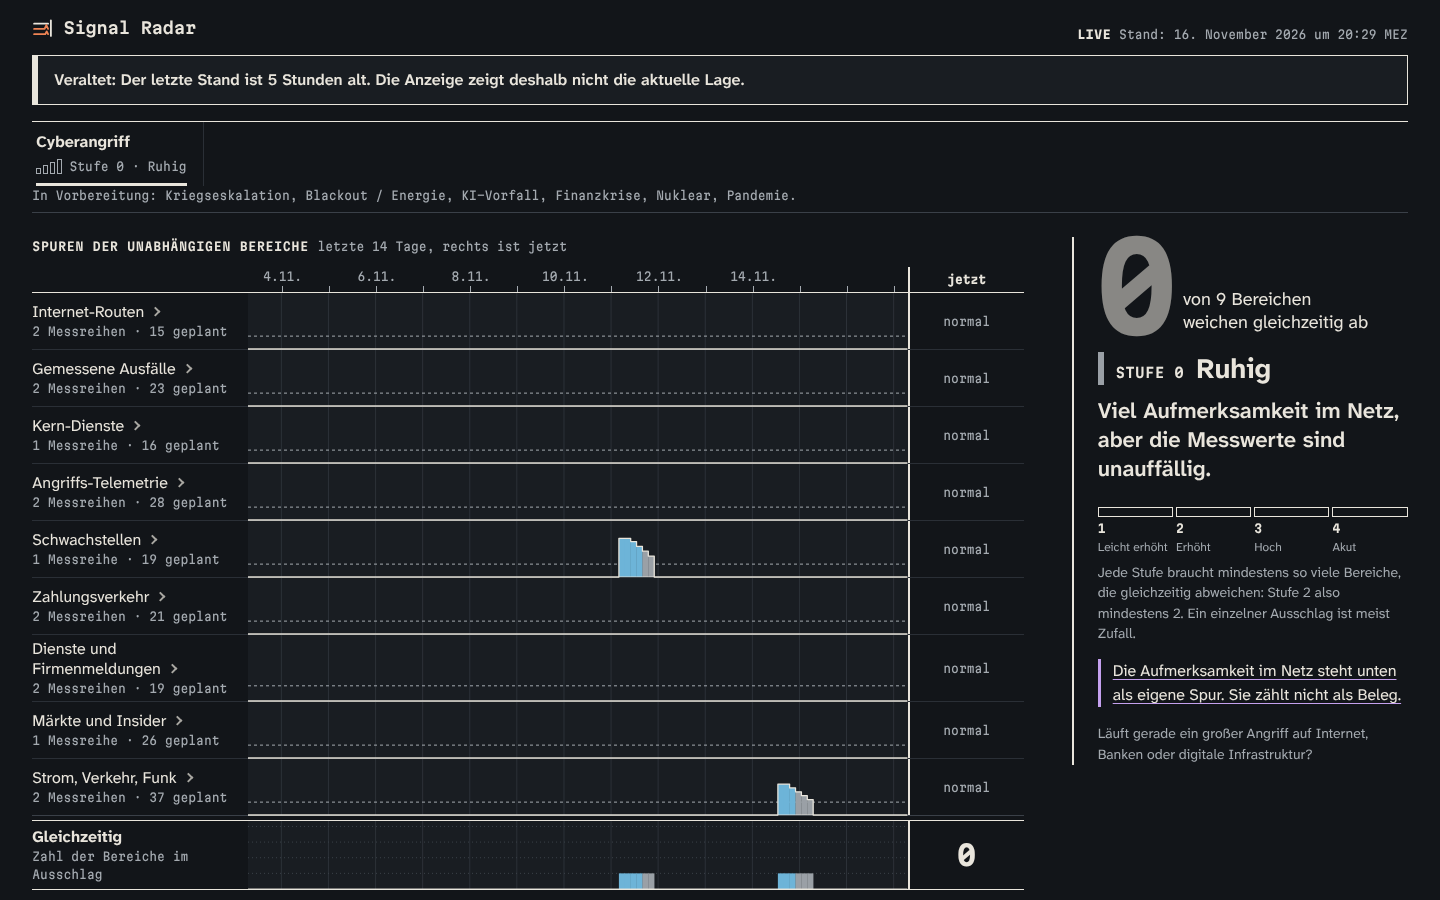 Signal Radar
LIVE Stand: 16. November 2026 um 20:29 MEZ
Veraltet: Der letzte Stand ist 5 Stunden alt. Die Anzeige zeigt deshalb nicht die aktuelle Lage.
Cyberangriff
Stufe 0 · Ruhig
In Vorbereitung: Kriegseskalation, Blackout / Energie, KI-Vorfall, Finanzkrise, Nuklear, Pandemie.
SPUREN DER UNABHÄNGIGEN BEREICHE letzte 14 Tage, rechts ist jetzt
4.11. 6.11. 8.11. 10.11. 12.11. 14.11. jetzt
Internet-Routen
2 Messreihen · 15 geplant
normal
Gemessene Ausfälle
2 Messreihen · 23 geplant
normal
Kern-Dienste
1 Messreihe · 16 geplant
normal
Angriffs-Telemetrie
2 Messreihen · 28 geplant
normal
Schwachstellen
1 Messreihe · 19 geplant
normal
Zahlungsverkehr
2 Messreihen · 21 geplant
normal
Dienste und
Firmenmeldungen
2 Messreihen · 19 geplant
normal
Märkte und Insider
1 Messreihe · 26 geplant
normal
Strom, Verkehr, Funk
2 Messreihen · 37 geplant
normal
Gleichzeitig
Zahl der Bereiche im
Ausschlag
0
0
von 9 Bereichen
weichen gleichzeitig ab
STUFE 0 Ruhig
Viel Aufmerksamkeit im Netz,
aber die Messwerte sind
unauffällig.
1 2 3 4
Leicht erhöht Erhöht Hoch Akut
Jede Stufe braucht mindestens so viele Bereiche,
die gleichzeitig abweichen: Stufe 2 also
mindestens 2. Ein einzelner Ausschlag ist meist
Zufall.
Die Aufmerksamkeit im Netz steht unten
als eigene Spur. Sie zählt nicht als Beleg.
Läuft gerade ein großer Angriff auf Internet,
Banken oder digitale Infrastruktur?